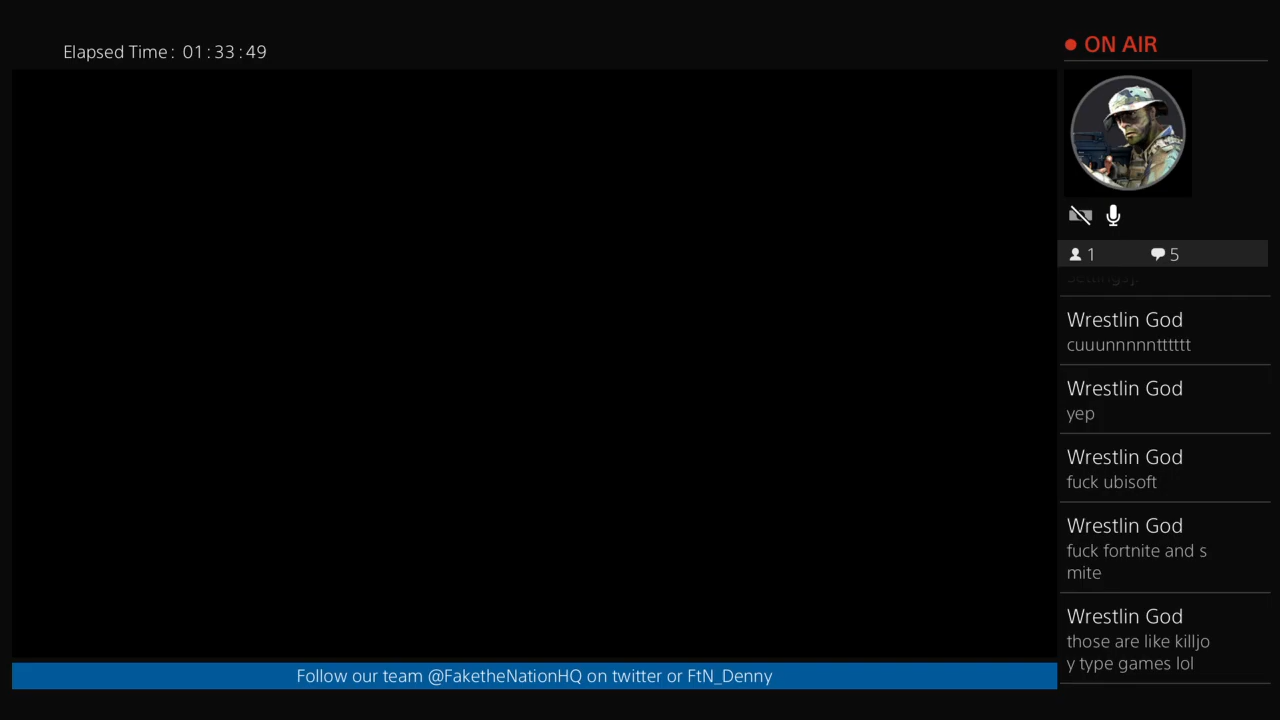 Elapsed Time: 01:33:49
ON AIR
1
5
Settings].
Wrestlin God
cuuunnnnntttttt
Wrestlin God
yep
Wrestlin God
fuck ubisoft
Wrestlin God
fuck fortnite and s
mite
Wrestlin God
those are like killjo
y type games lol
Follow our team @FaketheNationHQ on twitter or FtN_Denny